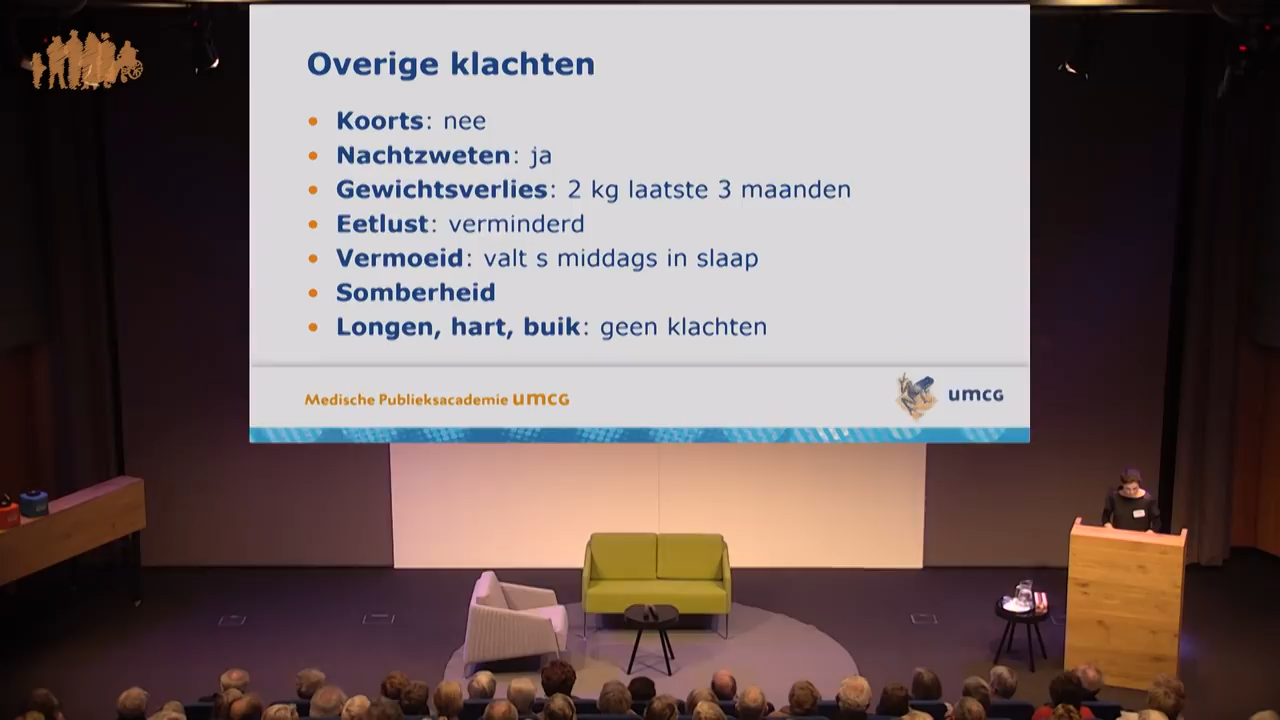 Overige klachten
• Koorts: nee
• Nachtzweten: ja
• Gewichtsverlies: 2 kg laatste 3 maanden
• Eetlust: verminderd
• Vermoeid: valt s middags in slaap
• Somberheid
• Longen, hart, buik: geen klachten
Medische Publieksacademie umcG
umcG